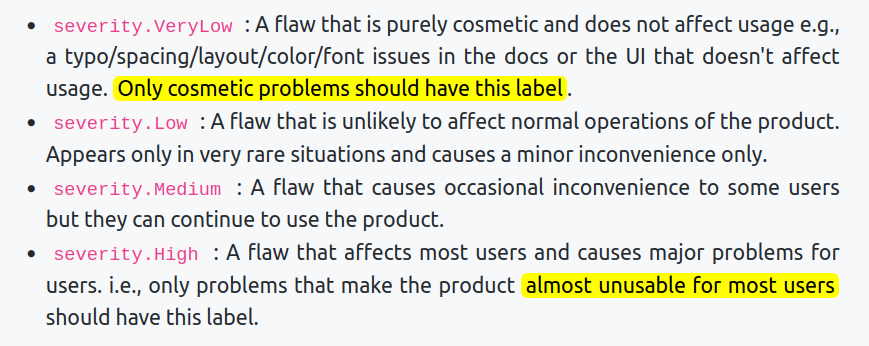 • severity.VeryLow : A flaw that is purely cosmetic and does not affect usage e.g.,
a typo/spacing/layout/color/font issues in the docs or the UI that doesn't affect
usage. Only cosmetic problems should have this label.
• severity.Low : A flaw that is unlikely to affect normal operations of the product.
Appears only in very rare situations and causes a minor inconvenience only.
• severity.Medium : A flaw that causes occasional inconvenience to some users
but they can continue to use the product.
• severity.High : A flaw that affects most users and causes major problems for
users. i.e., only problems that make the product almost unusable for most users
should have this label.